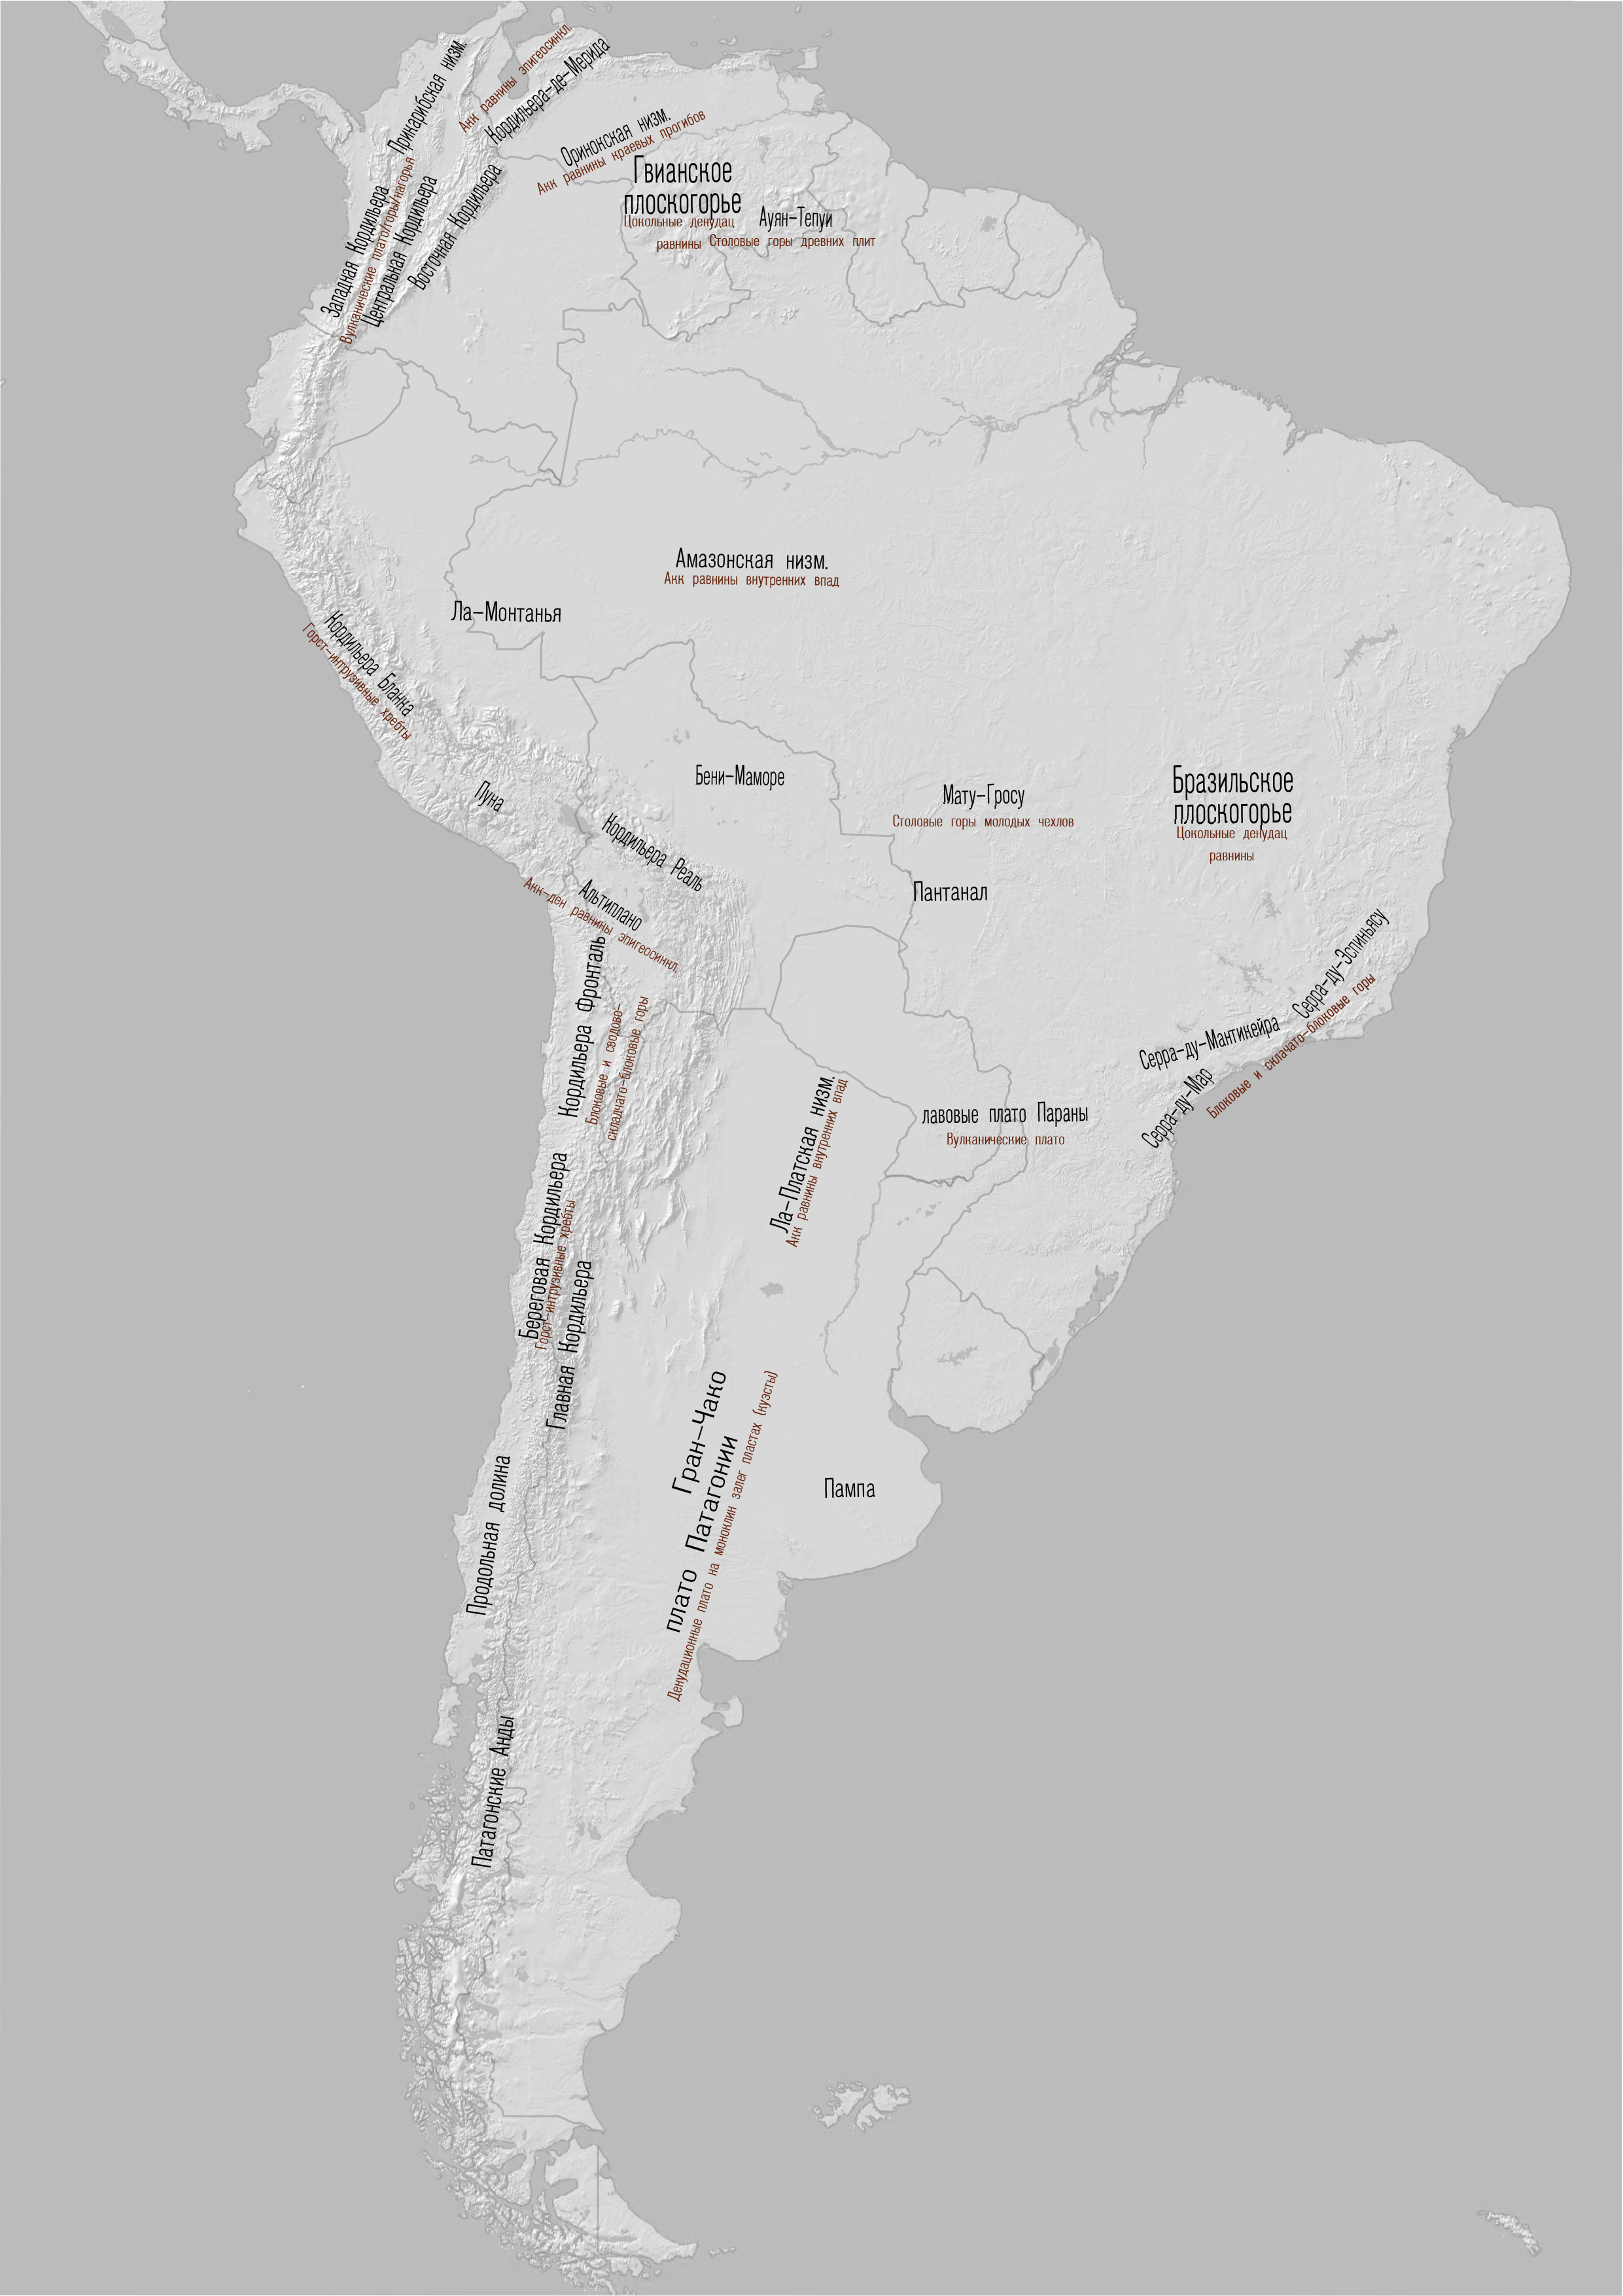 Прикарибская низм.
Акк равнины эпигеосинкл.
Кордильера-де-Мерида
Оринокская низм.
Акк равнины краевых прогибов
Западная Кордильера
Вулканические плато/горы/нагорья
Центральная Кордильера
Восточная Кордильера
Гвианское
плоскогорье
Цокольные денудац
равнины
Ауян-Тепуи
Столовые горы древних плит
Амазонская низм.
Акк равнины внутренних впад
Ла-Монтанья
Кордильера Бланка
Горст-интрузивные хребты
Пуна
Бени-Маморе
Мату-Гросу
Столовые горы молодых чехлов
Бразильское
плоскогорье
Цокольные денудац
равнины
Кордильера Реаль
Альтиплано
Акк-ден равнины эпигеосинкл.
Пантанал
Кордильера Фронталь
Блоковые и сводово-
складчато-блоковые горы
Серра-ду-Эспиньясу
Серра-ду-Мантикейра
Серра-ду-Мар
Блоковые и склачато-блоковые горы
Ла-Платская низм.
Акк равнины внутренних впад
лавовые плато Параны
Вулканические плато
Береговая Кордильера
Горст-интрузивные хребты
Главная Кордильера
Гран-Чако
плато Патагонии
Денудационные плато на моноклин залег пластах (куэсты)
Пампа
Продольная долина
Патагонские Анды